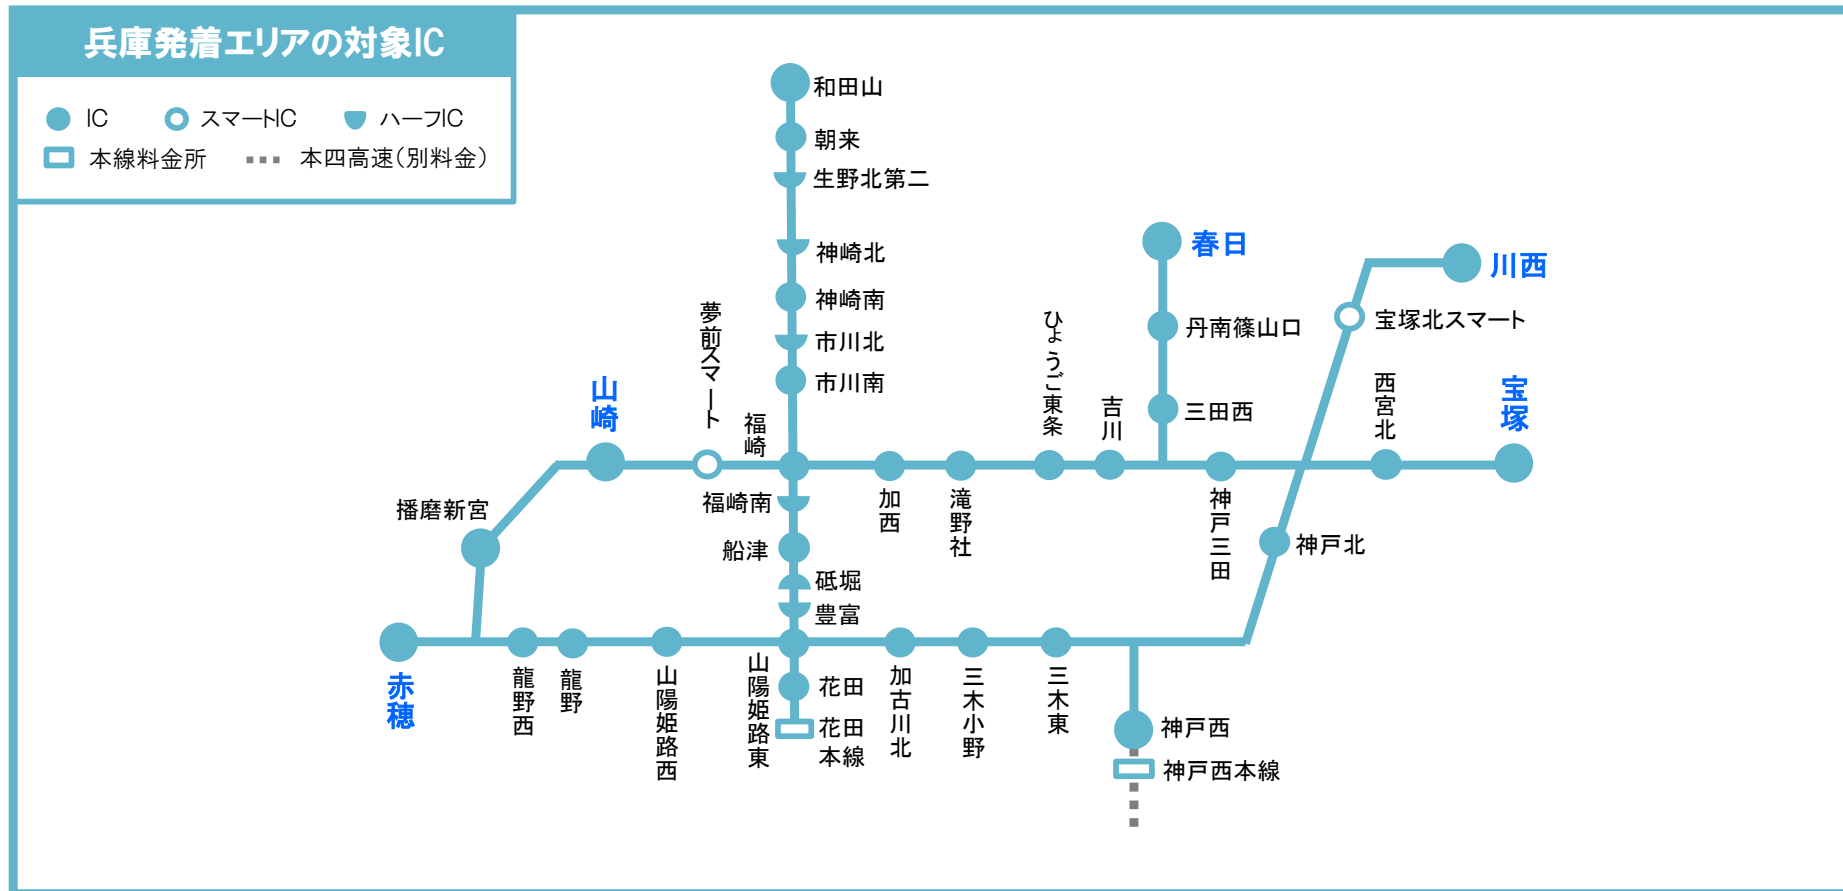 兵庫発着エリアの対象IC
IC
スマートIC
ハーフIC
本線料金所
本四高速（別料金）
和田山
朝来
生野北第二
神崎北
神崎南
市川北
市川南
夢前スマート
福崎
山崎
播磨新宮
福崎南
船津
砥堀
豊富
加西
滝野社
ひょうご東条
吉川
春日
丹南篠山口
三田西
神戸三田
川西
宝塚北スマート
西宮北
宝塚
神戸北
赤穂
龍野西
龍野
山陽姫路西
山陽姫路東
花田
花田
本線
加古川北
三木小野
三木東
神戸西
神戸西本線